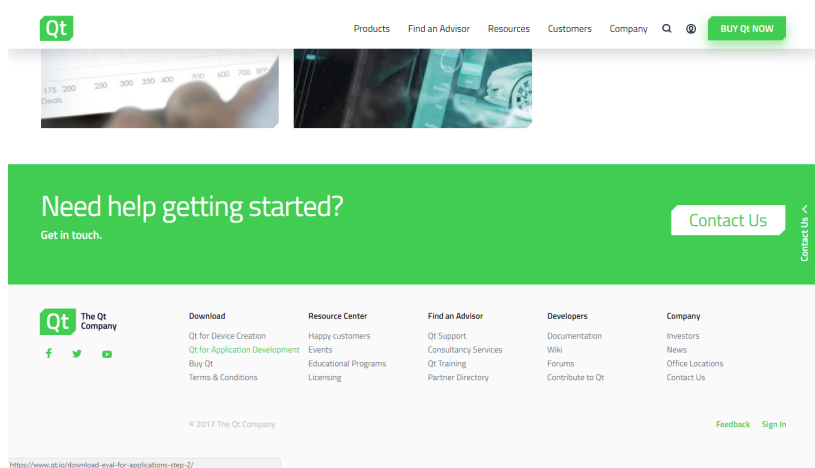 Qt
Products Find an Advisor Resources Customers Company BUY Qt NOW
175 200 250 300 350 400 500 600 700 800
Deals
Need help getting started?
Get in touch.
Contact Us
Contact Us
Qt The Qt Company
Download
Qt for Device Creation
Qt for Application Development
Buy Qt
Terms & Conditions
Resource Center
Happy customers
Events
Educational Programs
Licensing
Find an Advisor
Qt Support
Consultancy Services
Qt Training
Partner Directory
Developers
Documentation
Wiki
Forums
Contribute to Qt
Company
Investors
News
Office Locations
Contact Us
© 2017 The Qt Company
Feedback Sign In
https://www.qt.io/download-eval-for-applications-step-2/